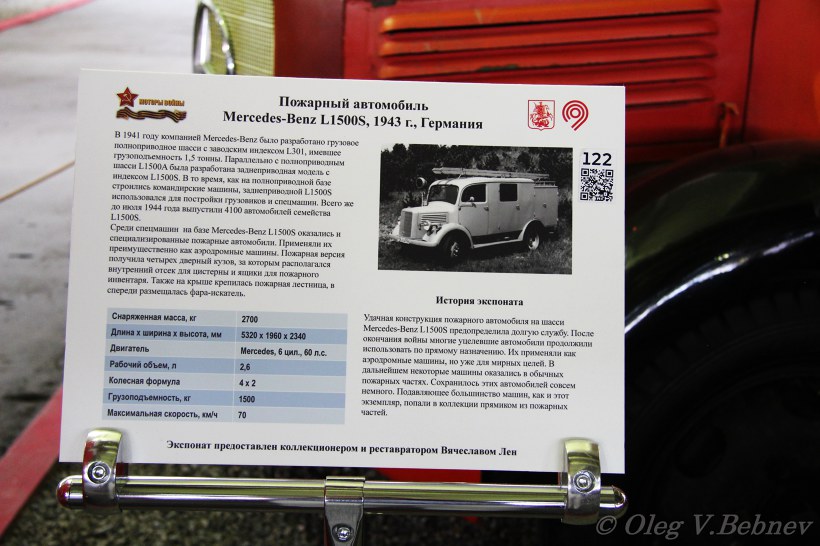 МОТОРЫ ВОЙНЫ
Пожарный автомобиль
Mercedes-Benz L1500S, 1943 г., Германия
В 1941 году компанией Mercedes-Benz было разработано грузовое
полноприводное шасси с заводским индексом L301, имевшее
грузоподъемность 1,5 тонны. Параллельно с полноприводным
шасси L1500A была разработана заднеприводная модель с
индексом L1500S. В то время, как на полноприводной базе
строились командирские машины, заднеприводной L1500S
использовался для постройки грузовиков и спецмашин. Всего же
до июля 1944 года выпустили 4100 автомобилей семейства
L1500S.
Среди спецмашин на базе Mercedes-Benz L1500S оказались и
специализированные пожарные автомобили. Применяли их
преимущественно как аэродромные машины. Пожарная версия
получила четырех дверный кузов, за которым располагался
внутренний отсек для цистерны и ящики для пожарного
инвентаря. Также на крыше крепилась пожарная лестница, в
спереди размещалась фара-искатель.
122
Снаряженная масса, кг 2700
Длина х ширина х высота, мм 5320 x 1960 x 2340
Двигатель Mercedes, 6 цил., 60 л.с.
Рабочий объем, л 2,6
Колесная формула 4 x 2
Грузоподъемность, кг 1500
Максимальная скорость, км/ч 70
История экспоната
Удачная конструкция пожарного автомобиля на шасси
Mercedes-Benz L1500S предопределила долгую службу. После
окончания войны многие уцелевшие автомобили продолжили
использовать по прямому назначению. Их применяли как
аэродромные машины, но уже для мирных целей. В
дальнейшем некоторые машины оказались в обычных
пожарных частях. Сохранилось этих автомобилей совсем
немного. Подавляющее большинство машин, как и этот
экземпляр, попали в коллекции прямиком из пожарных
частей.
Экспонат предоставлен коллекционером и реставратором Вячеславом Лен
© Oleg V.Bebnev